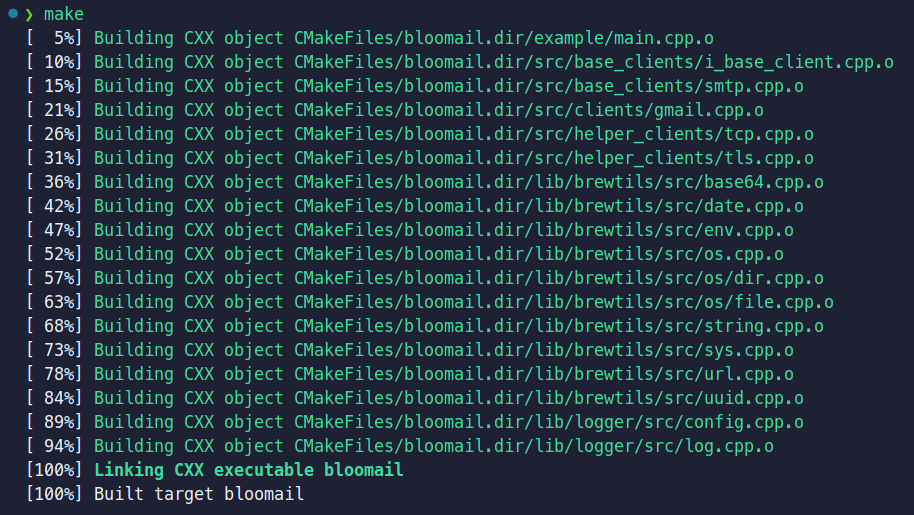 ❯ make
[  5%] Building CXX object CMakeFiles/bloomail.dir/example/main.cpp.o
[ 10%] Building CXX object CMakeFiles/bloomail.dir/src/base_clients/i_base_client.cpp.o
[ 15%] Building CXX object CMakeFiles/bloomail.dir/src/base_clients/smtp.cpp.o
[ 21%] Building CXX object CMakeFiles/bloomail.dir/src/clients/gmail.cpp.o
[ 26%] Building CXX object CMakeFiles/bloomail.dir/src/helper_clients/tcp.cpp.o
[ 31%] Building CXX object CMakeFiles/bloomail.dir/src/helper_clients/tls.cpp.o
[ 36%] Building CXX object CMakeFiles/bloomail.dir/lib/brewtils/src/base64.cpp.o
[ 42%] Building CXX object CMakeFiles/bloomail.dir/lib/brewtils/src/date.cpp.o
[ 47%] Building CXX object CMakeFiles/bloomail.dir/lib/brewtils/src/env.cpp.o
[ 52%] Building CXX object CMakeFiles/bloomail.dir/lib/brewtils/src/os.cpp.o
[ 57%] Building CXX object CMakeFiles/bloomail.dir/lib/brewtils/src/os/dir.cpp.o
[ 63%] Building CXX object CMakeFiles/bloomail.dir/lib/brewtils/src/os/file.cpp.o
[ 68%] Building CXX object CMakeFiles/bloomail.dir/lib/brewtils/src/string.cpp.o
[ 73%] Building CXX object CMakeFiles/bloomail.dir/lib/brewtils/src/sys.cpp.o
[ 78%] Building CXX object CMakeFiles/bloomail.dir/lib/brewtils/src/url.cpp.o
[ 84%] Building CXX object CMakeFiles/bloomail.dir/lib/brewtils/src/uuid.cpp.o
[ 89%] Building CXX object CMakeFiles/bloomail.dir/lib/logger/src/config.cpp.o
[ 94%] Building CXX object CMakeFiles/bloomail.dir/lib/logger/src/log.cpp.o
[100%] Linking CXX executable bloomail
[100%] Built target bloomail